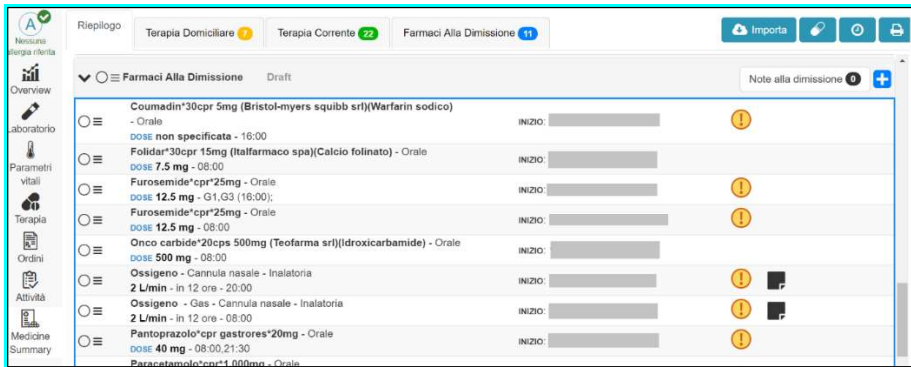 A
Nessuna
allergia riferita
Overview
Laboratorio
Parametri
vitali
Terapia
Ordini
Attività
Medicine
Summary
Riepilogo
Terapia Domiciliare 7
Terapia Corrente 22
Farmaci Alla Dimissione 11
Importa
Farmaci Alla Dimissione Draft
Note alla dimissione 0
Coumadin*30cpr 5mg (Bristol-myers squibb srl)(Warfarin sodico)
- Orale
DOSE non specificata - 16:00
INIZIO:
Folidar*30cpr 15mg (Italfarmaco spa)(Calcio folinato) - Orale
DOSE 7.5 mg - 08:00
INIZIO:
Furosemide*cpr*25mg - Orale
DOSE 12.5 mg - G1,G3 (16:00);
INIZIO:
Furosemide*cpr*25mg - Orale
DOSE 12.5 mg - 08:00
INIZIO:
Onco carbide*20cps 500mg (Teofarma srl)(Idroxicarbamide) - Orale
DOSE 500 mg - 08:00
INIZIO:
Ossigeno - Cannula nasale - Inalatoria
2 L/min - in 12 ore - 20:00
INIZIO:
Ossigeno - Gas - Cannula nasale - Inalatoria
2 L/min - in 12 ore - 08:00
INIZIO:
Pantoprazolo*cpr gastrores*20mg - Orale
DOSE 40 mg - 08:00,21:30
INIZIO:
Paracetamolo*cpr*1.000mg - Orale